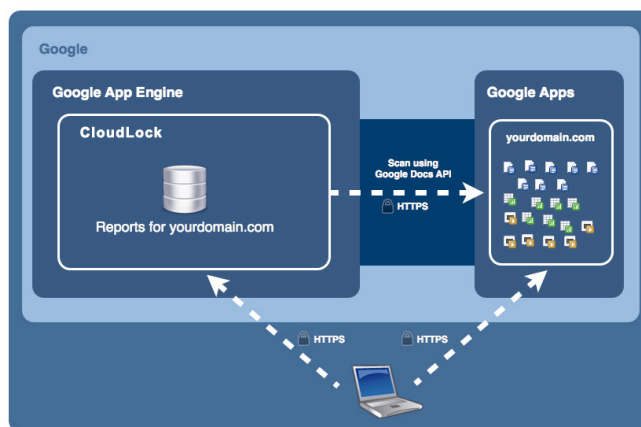 Google
Google App Engine
Google Apps
CloudLock
yourdomain.com
Scan using
Google Docs API
HTTPS
Reports for yourdomain.com
HTTPS
HTTPS